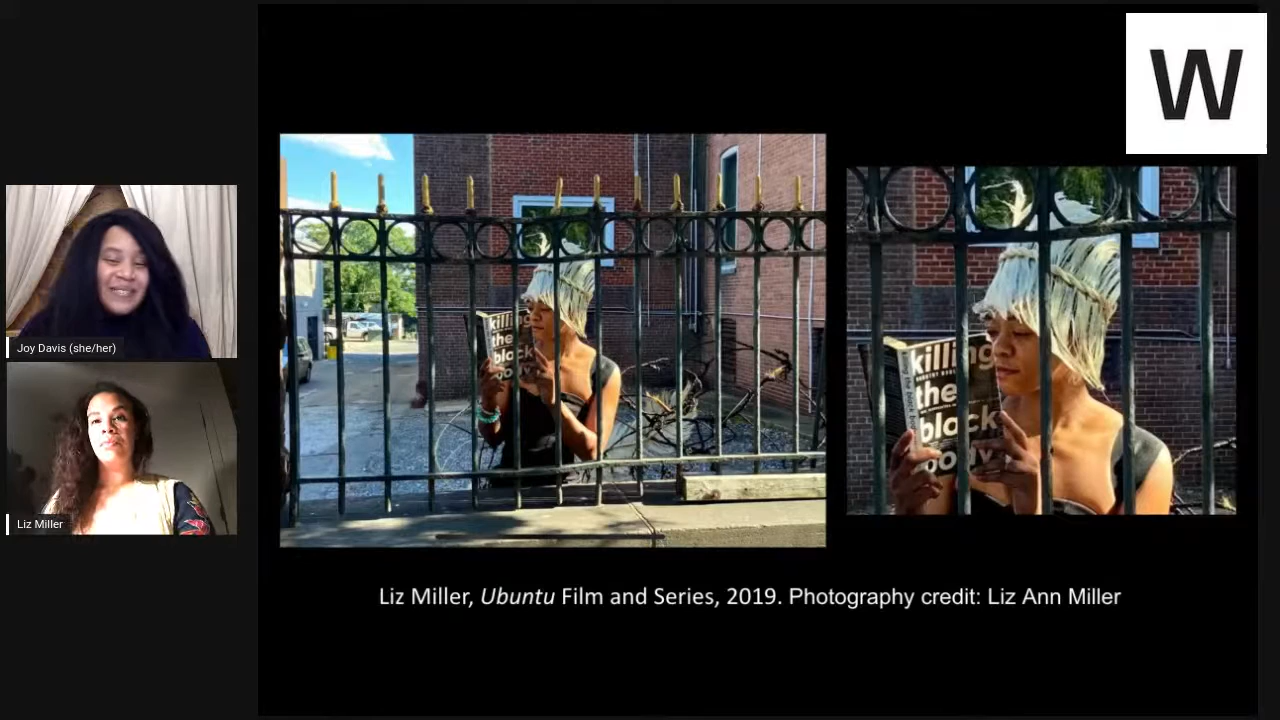 W
Joy Davis (she/her)
Liz Miller
killing
the
black
body
killing
the
black
body
Liz Miller, Ubuntu Film and Series, 2019. Photography credit: Liz Ann Miller